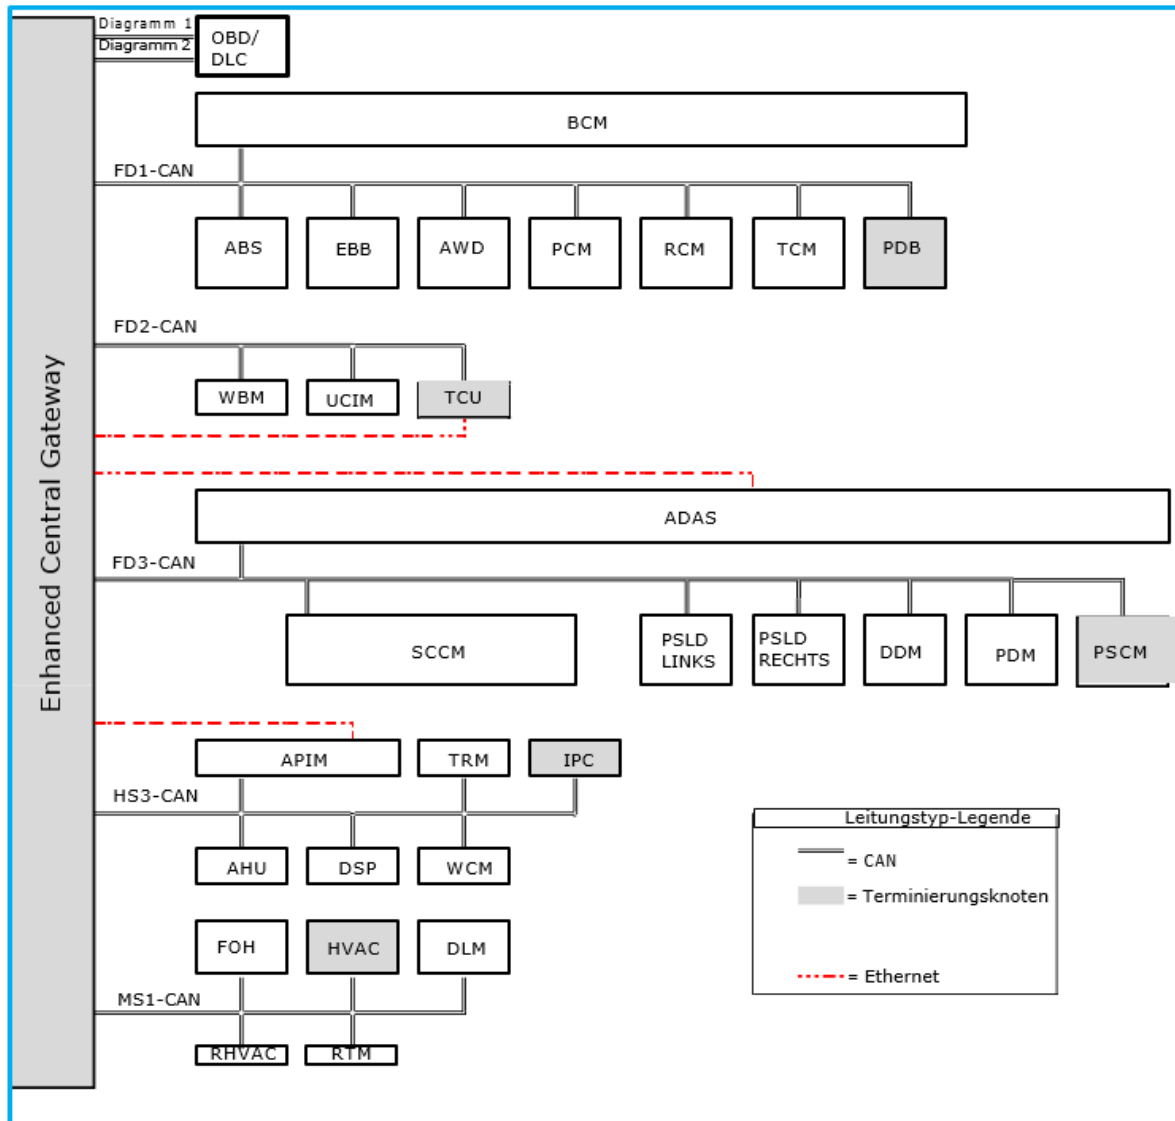 Diagramm 1
Diagramm 2
OBD/
DLC
BCM
FD1-CAN
ABS
EBB
AWD
PCM
RCM
TCM
PDB
FD2-CAN
WBM
UCIM
TCU
Enhanced Central Gateway
ADAS
FD3-CAN
SCCM
PSLD
LINKS
PSLD
RECHTS
DDM
PDM
PSCM
APIM
TRM
IPC
HS3-CAN
AHU
DSP
WCM
FOH
HVAC
DLM
MS1-CAN
RHVAC
RTM
Leitungstyp-Legende
= CAN
= Terminierungsknoten
= Ethernet